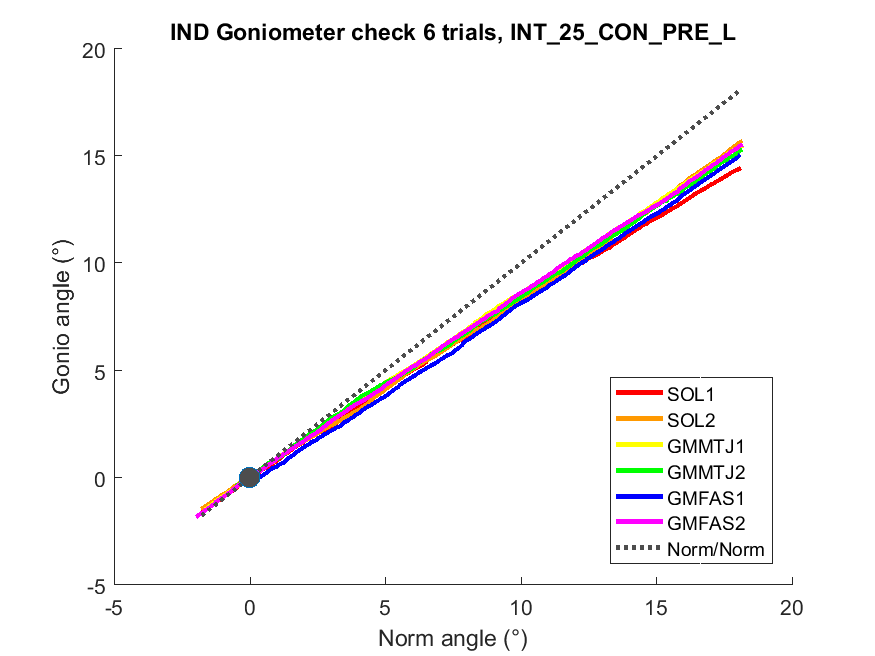 IND Goniometer check 6 trials, INT_25_CON_PRE_L
20
15
10
5
0
-5
-5
0
5
10
15
20
Gonio angle (°)
Norm angle (°)
SOL1
SOL2
GMMTJ1
GMMTJ2
GMFAS1
GMFAS2
Norm/Norm